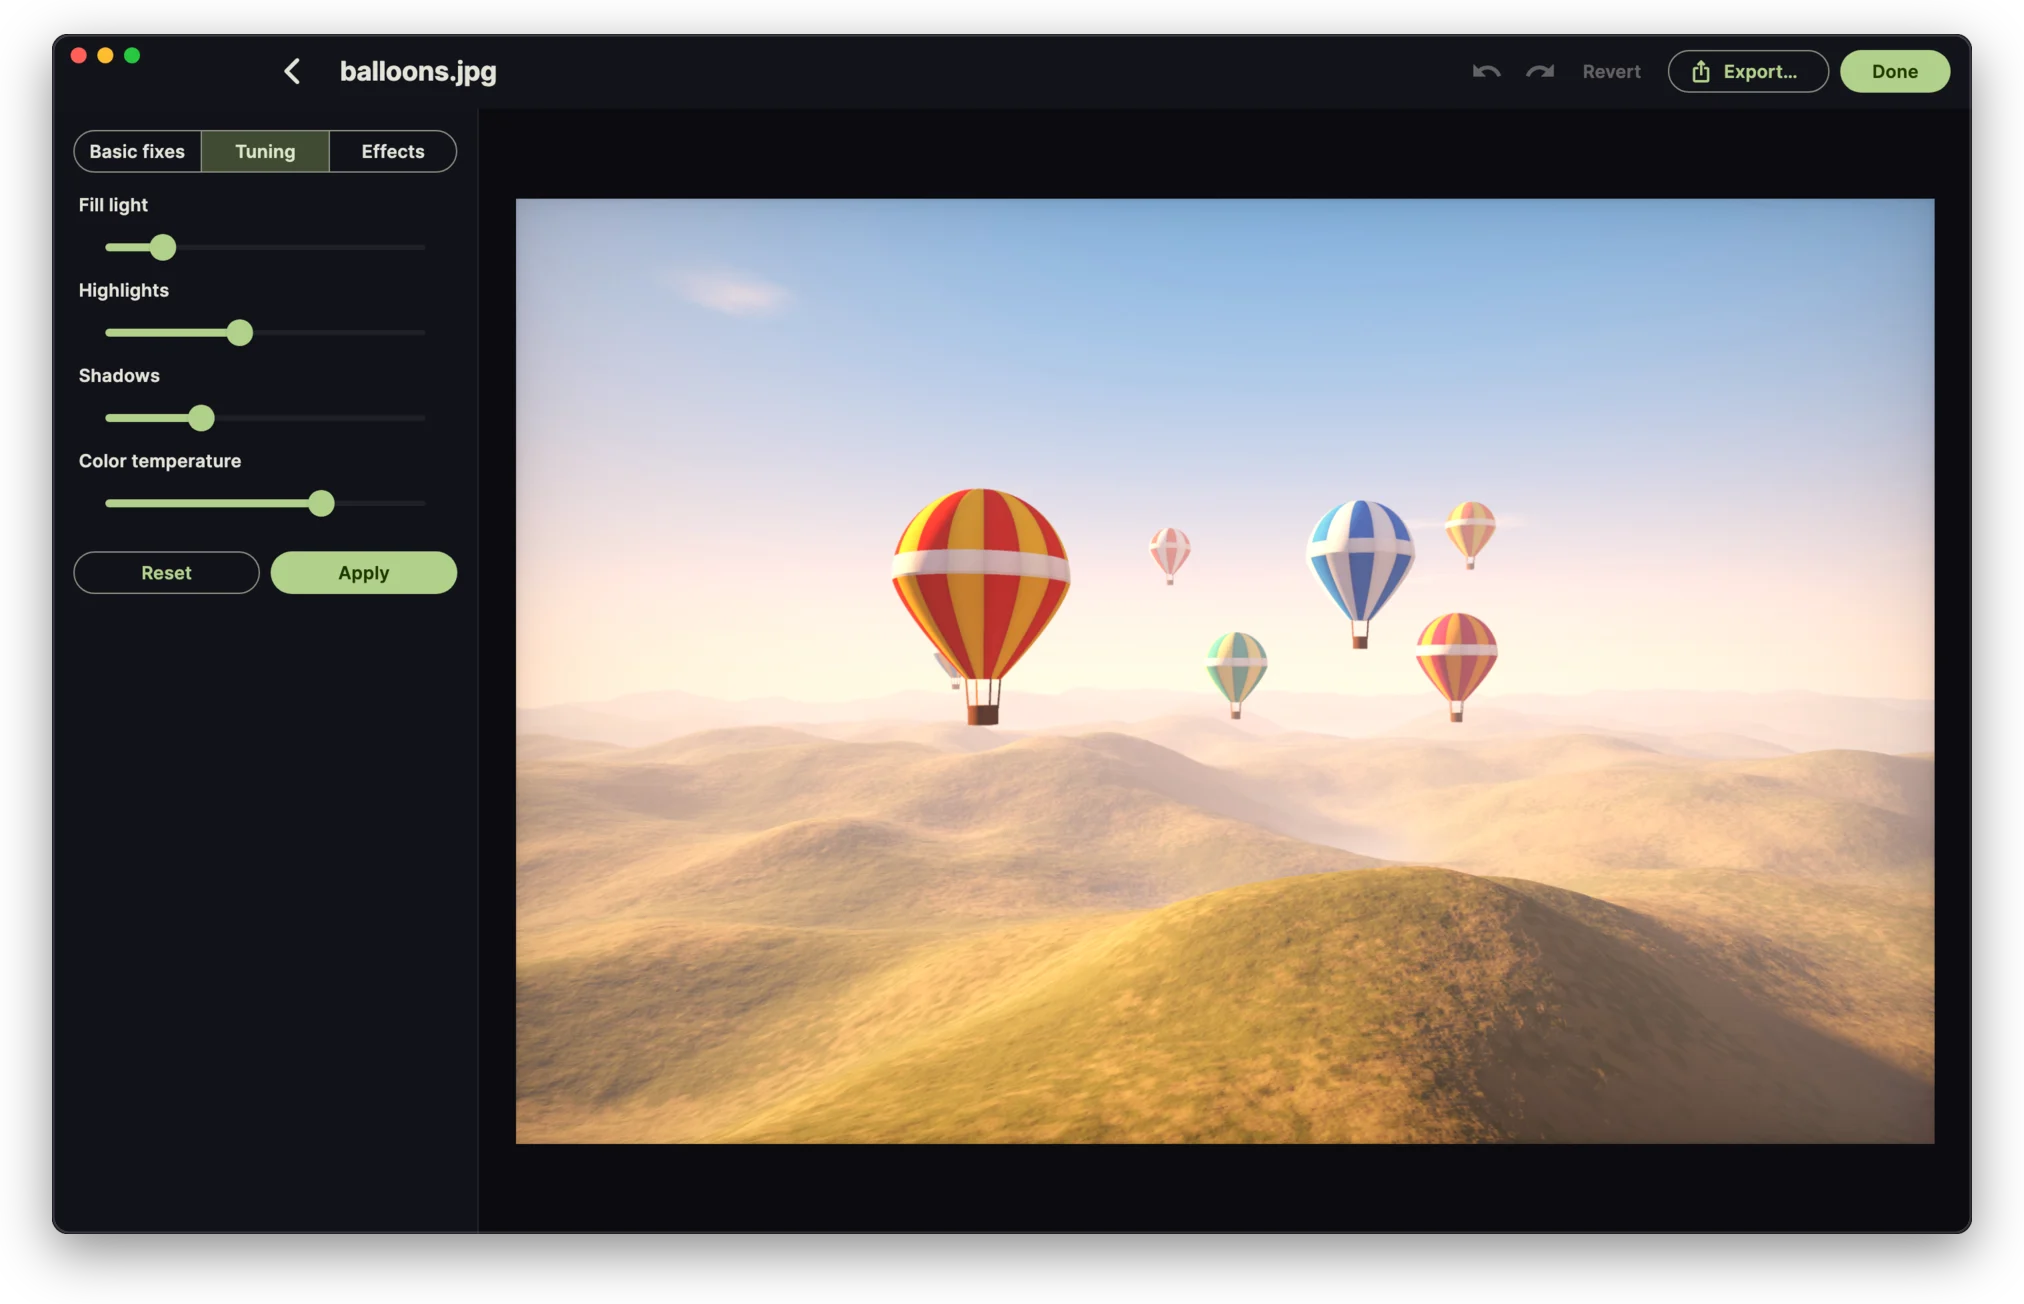 balloons.jpg
Revert
Export...
Done
Basic fixes
Tuning
Effects
Fill light
Highlights
Shadows
Color temperature
Reset
Apply